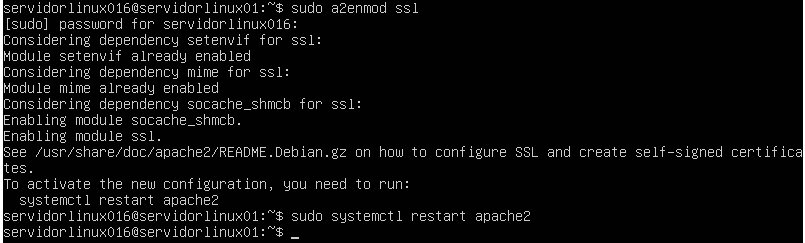 servidorlinux016@servidorlinux01:~$ sudo a2enmod ssl
[sudo] password for servidorlinux016:
Considering dependency setenvif for ssl:
Module setenvif already enabled
Considering dependency mime for ssl:
Module mime already enabled
Considering dependency socache_shmcb for ssl:
Enabling module socache_shmcb.
Enabling module ssl.
See /usr/share/doc/apache2/README.Debian.gz on how to configure SSL and create self-signed certifica
tes.
To activate the new configuration, you need to run:
  systemctl restart apache2
servidorlinux016@servidorlinux01:~$ sudo systemctl restart apache2
servidorlinux016@servidorlinux01:~$ _